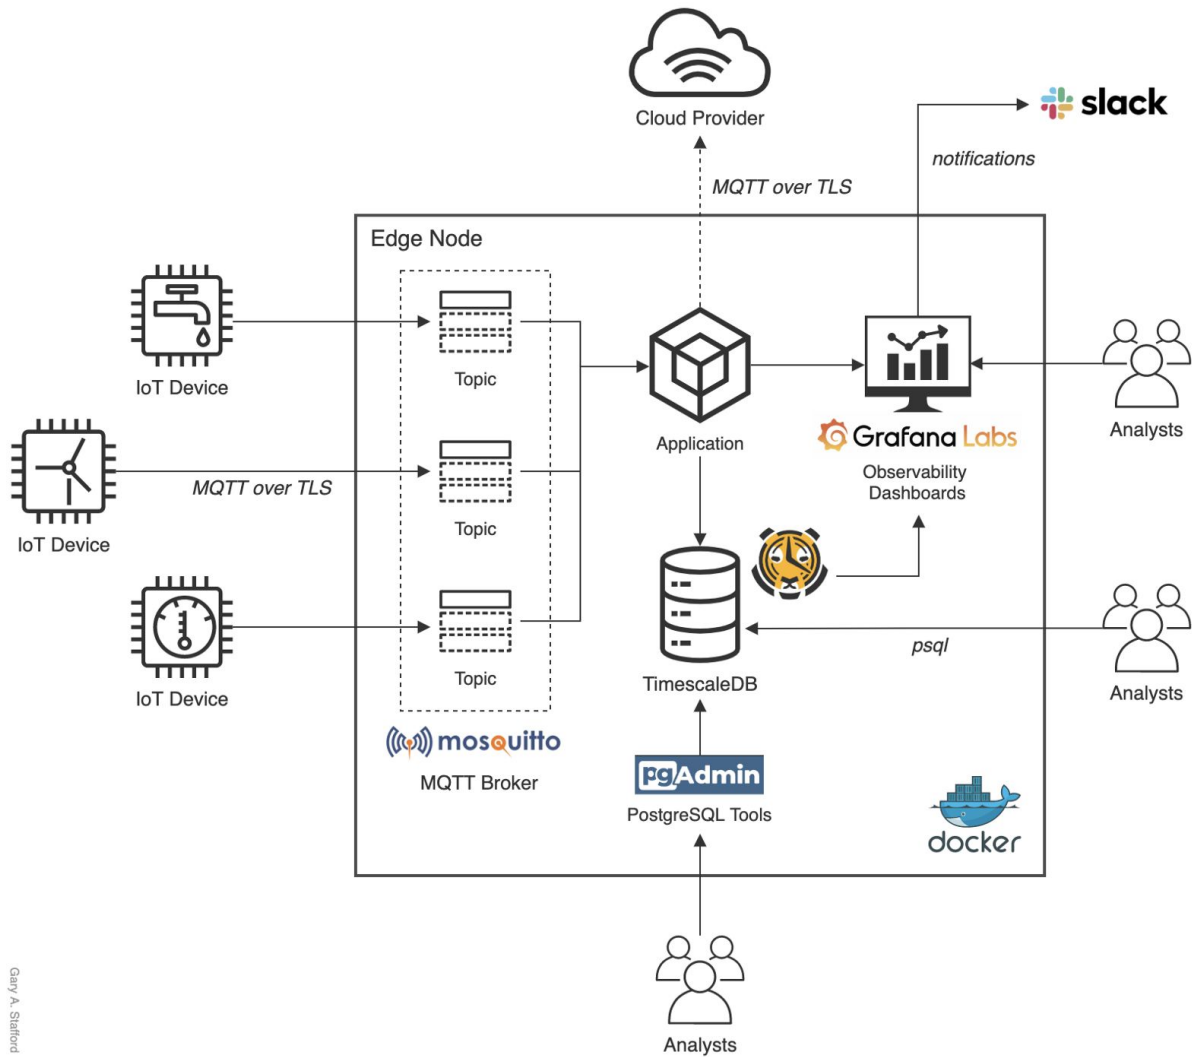 Cloud Provider
slack
notifications
MQTT over TLS
Edge Node
IoT Device
Topic
Application
Grafana Labs
Observability
Dashboards
Analysts
IoT Device
MQTT over TLS
Topic
IoT Device
Topic
TimescaleDB
psql
Analysts
mosquitto
MQTT Broker
pgAdmin
PostgreSQL Tools
docker
Analysts
Gary A. Stafford